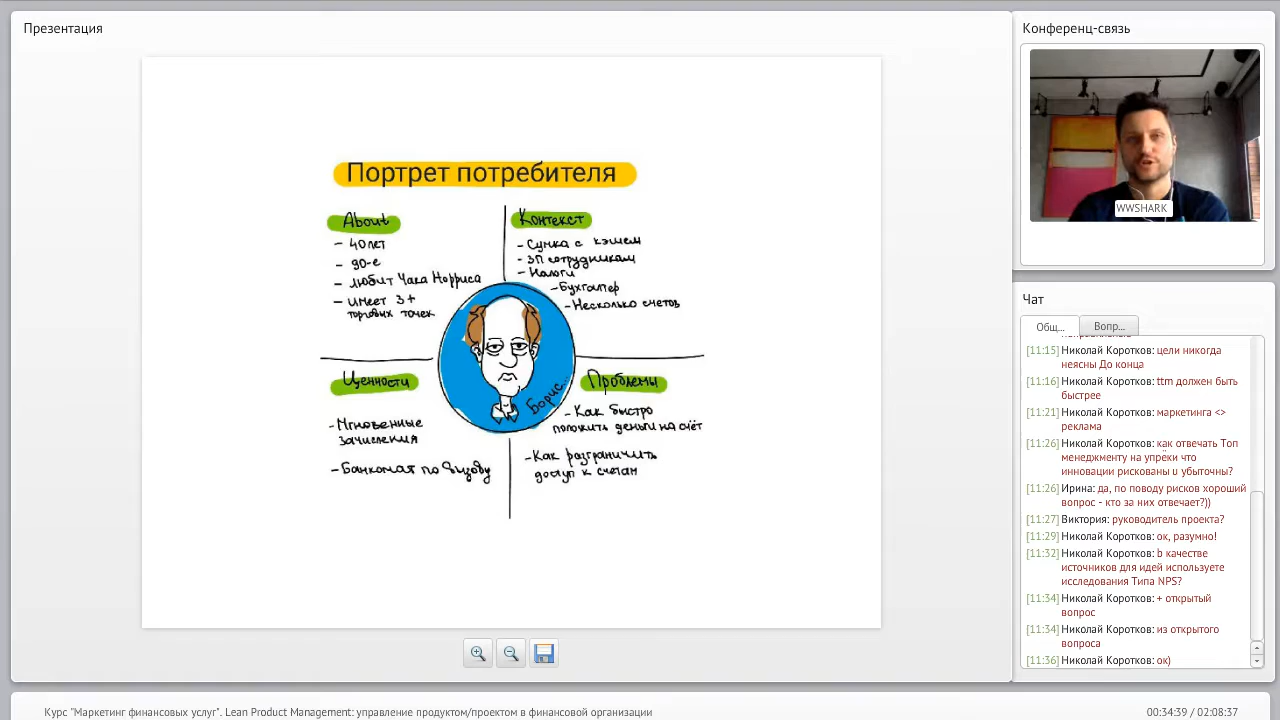 Презентация
Портрет потребителя
About
- 40 лет
- 90-е
- любит Чака Норриса
- имеет 3+
торговых точек
Контекст
- Сумка с кэшем
- ЗП сотрудникам
- Налоги
- Бухгалтер
- Несколько счетов
Борис
Ценности
- Мгновенные
зачисления
- Банкомат по вызову
Проблемы
- Как быстро
положить деньги на счёт
- Как разграничить
доступ к счетам
Конференц-связь
WWSHARK
Чат
Общ...
Вопр...
[11:15] Николай Коротков: цели никогда
неясны До конца
[11:16] Николай Коротков: ttm должен быть
быстрее
[11:21] Николай Коротков: маркетинга <>
реклама
[11:26] Николай Коротков: как отвечать Топ
менеджменту на упрёки что
инновации рискованы и убыточны?
[11:26] Ирина: да, по поводу рисков хороший
вопрос - кто за них отвечает?))
[11:27] Виктория: руководитель проекта?
[11:29] Николай Коротков: ок, разумно!
[11:32] Николай Коротков: b качестве
источников для идей используете
исследования Типа NPS?
[11:34] Николай Коротков: + открытый
вопрос
[11:34] Николай Коротков: из открытого
вопроса
[11:36] Николай Коротков: ок)
Курс "Маркетинг финансовых услуг". Lean Product Management: управление продуктом/проектом в финансовой организации
00:34:39 / 02:08:37